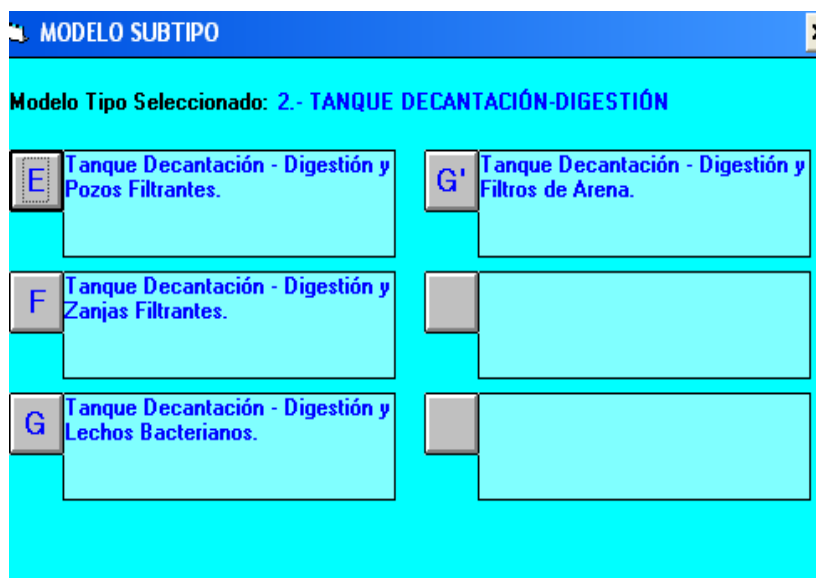 MODELO SUBTIPO
Modelo Tipo Seleccionado: 2.- TANQUE DECANTACIÓN-DIGESTIÓN
E
Tanque Decantación - Digestión y
Pozos Filtrantes.
G'
Tanque Decantación - Digestión y
Filtros de Arena.
F
Tanque Decantación - Digestión y
Zanjas Filtrantes.
G
Tanque Decantación - Digestión y
Lechos Bacterianos.